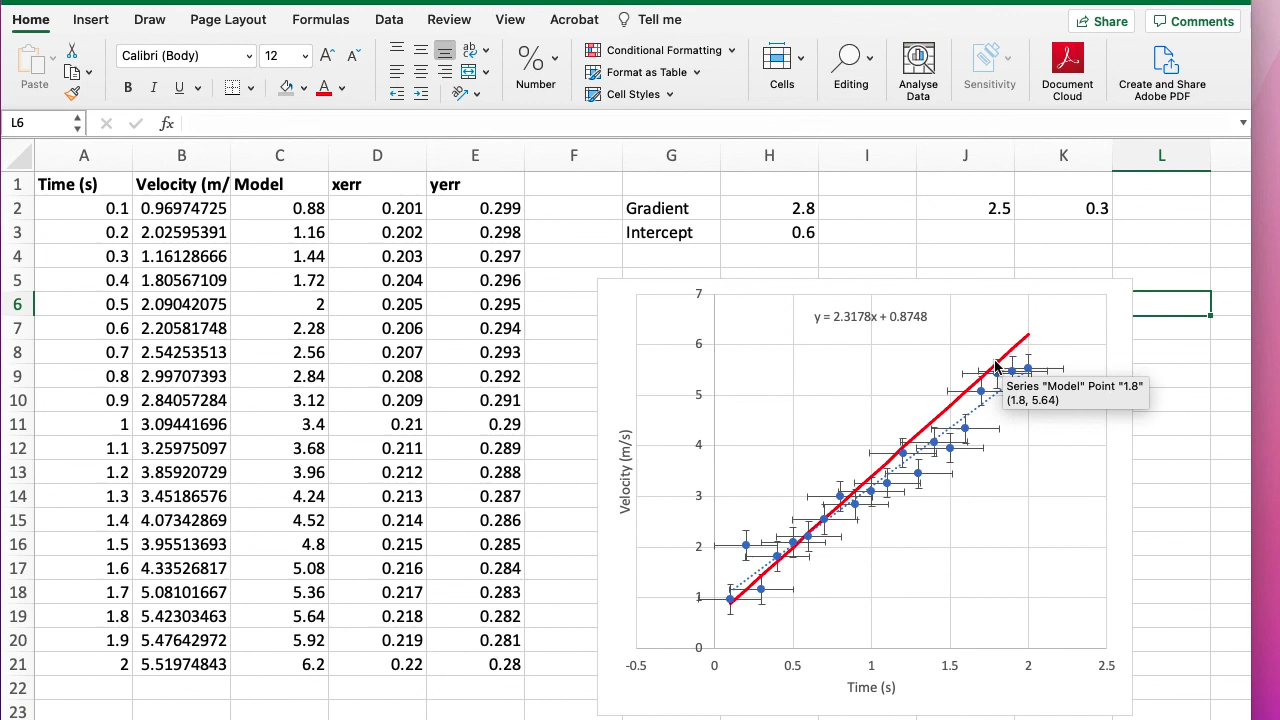 Home Insert Draw Page Layout Formulas Data Review View Acrobat Tell me Share Comments
Paste Calibri (Body) 12 A A ab Conditional Formatting
B I U A % Number Format as Table
Cell Styles Cells Editing Analyse Data Sensitivity Document Cloud Create and Share Adobe PDF
L6 fx
A B C D E F G H I J K L
1 Time (s) Velocity (m/ Model xerr yerr
2 0.1 0.96974725 0.88 0.201 0.299 Gradient 2.8 2.5 0.3
3 0.2 2.02595391 1.16 0.202 0.298 Intercept 0.6
4 0.3 1.16128666 1.44 0.203 0.297
5 0.4 1.80567109 1.72 0.204 0.296
6 0.5 2.09042075 2 0.205 0.295
7 0.6 2.20581748 2.28 0.206 0.294
8 0.7 2.54253513 2.56 0.207 0.293
9 0.8 2.99707393 2.84 0.208 0.292
10 0.9 2.84057284 3.12 0.209 0.291
11 1 3.09441696 3.4 0.21 0.29
12 1.1 3.25975097 3.68 0.211 0.289
13 1.2 3.85920729 3.96 0.212 0.288
14 1.3 3.45186576 4.24 0.213 0.287
15 1.4 4.07342869 4.52 0.214 0.286
16 1.5 3.95513693 4.8 0.215 0.285
17 1.6 4.33526817 5.08 0.216 0.284
18 1.7 5.08101667 5.36 0.217 0.283
19 1.8 5.42303463 5.64 0.218 0.282
20 1.9 5.47642972 5.92 0.219 0.281
21 2 5.51974843 6.2 0.22 0.28
22
23
7
y = 2.3178x + 0.8748
6
Series "Model" Point "1.8"
(1.8, 5.64)
5
4
Velocity (m/s)
3
2
1
0
-0.5 0 0.5 1 1.5 2 2.5
Time (s)